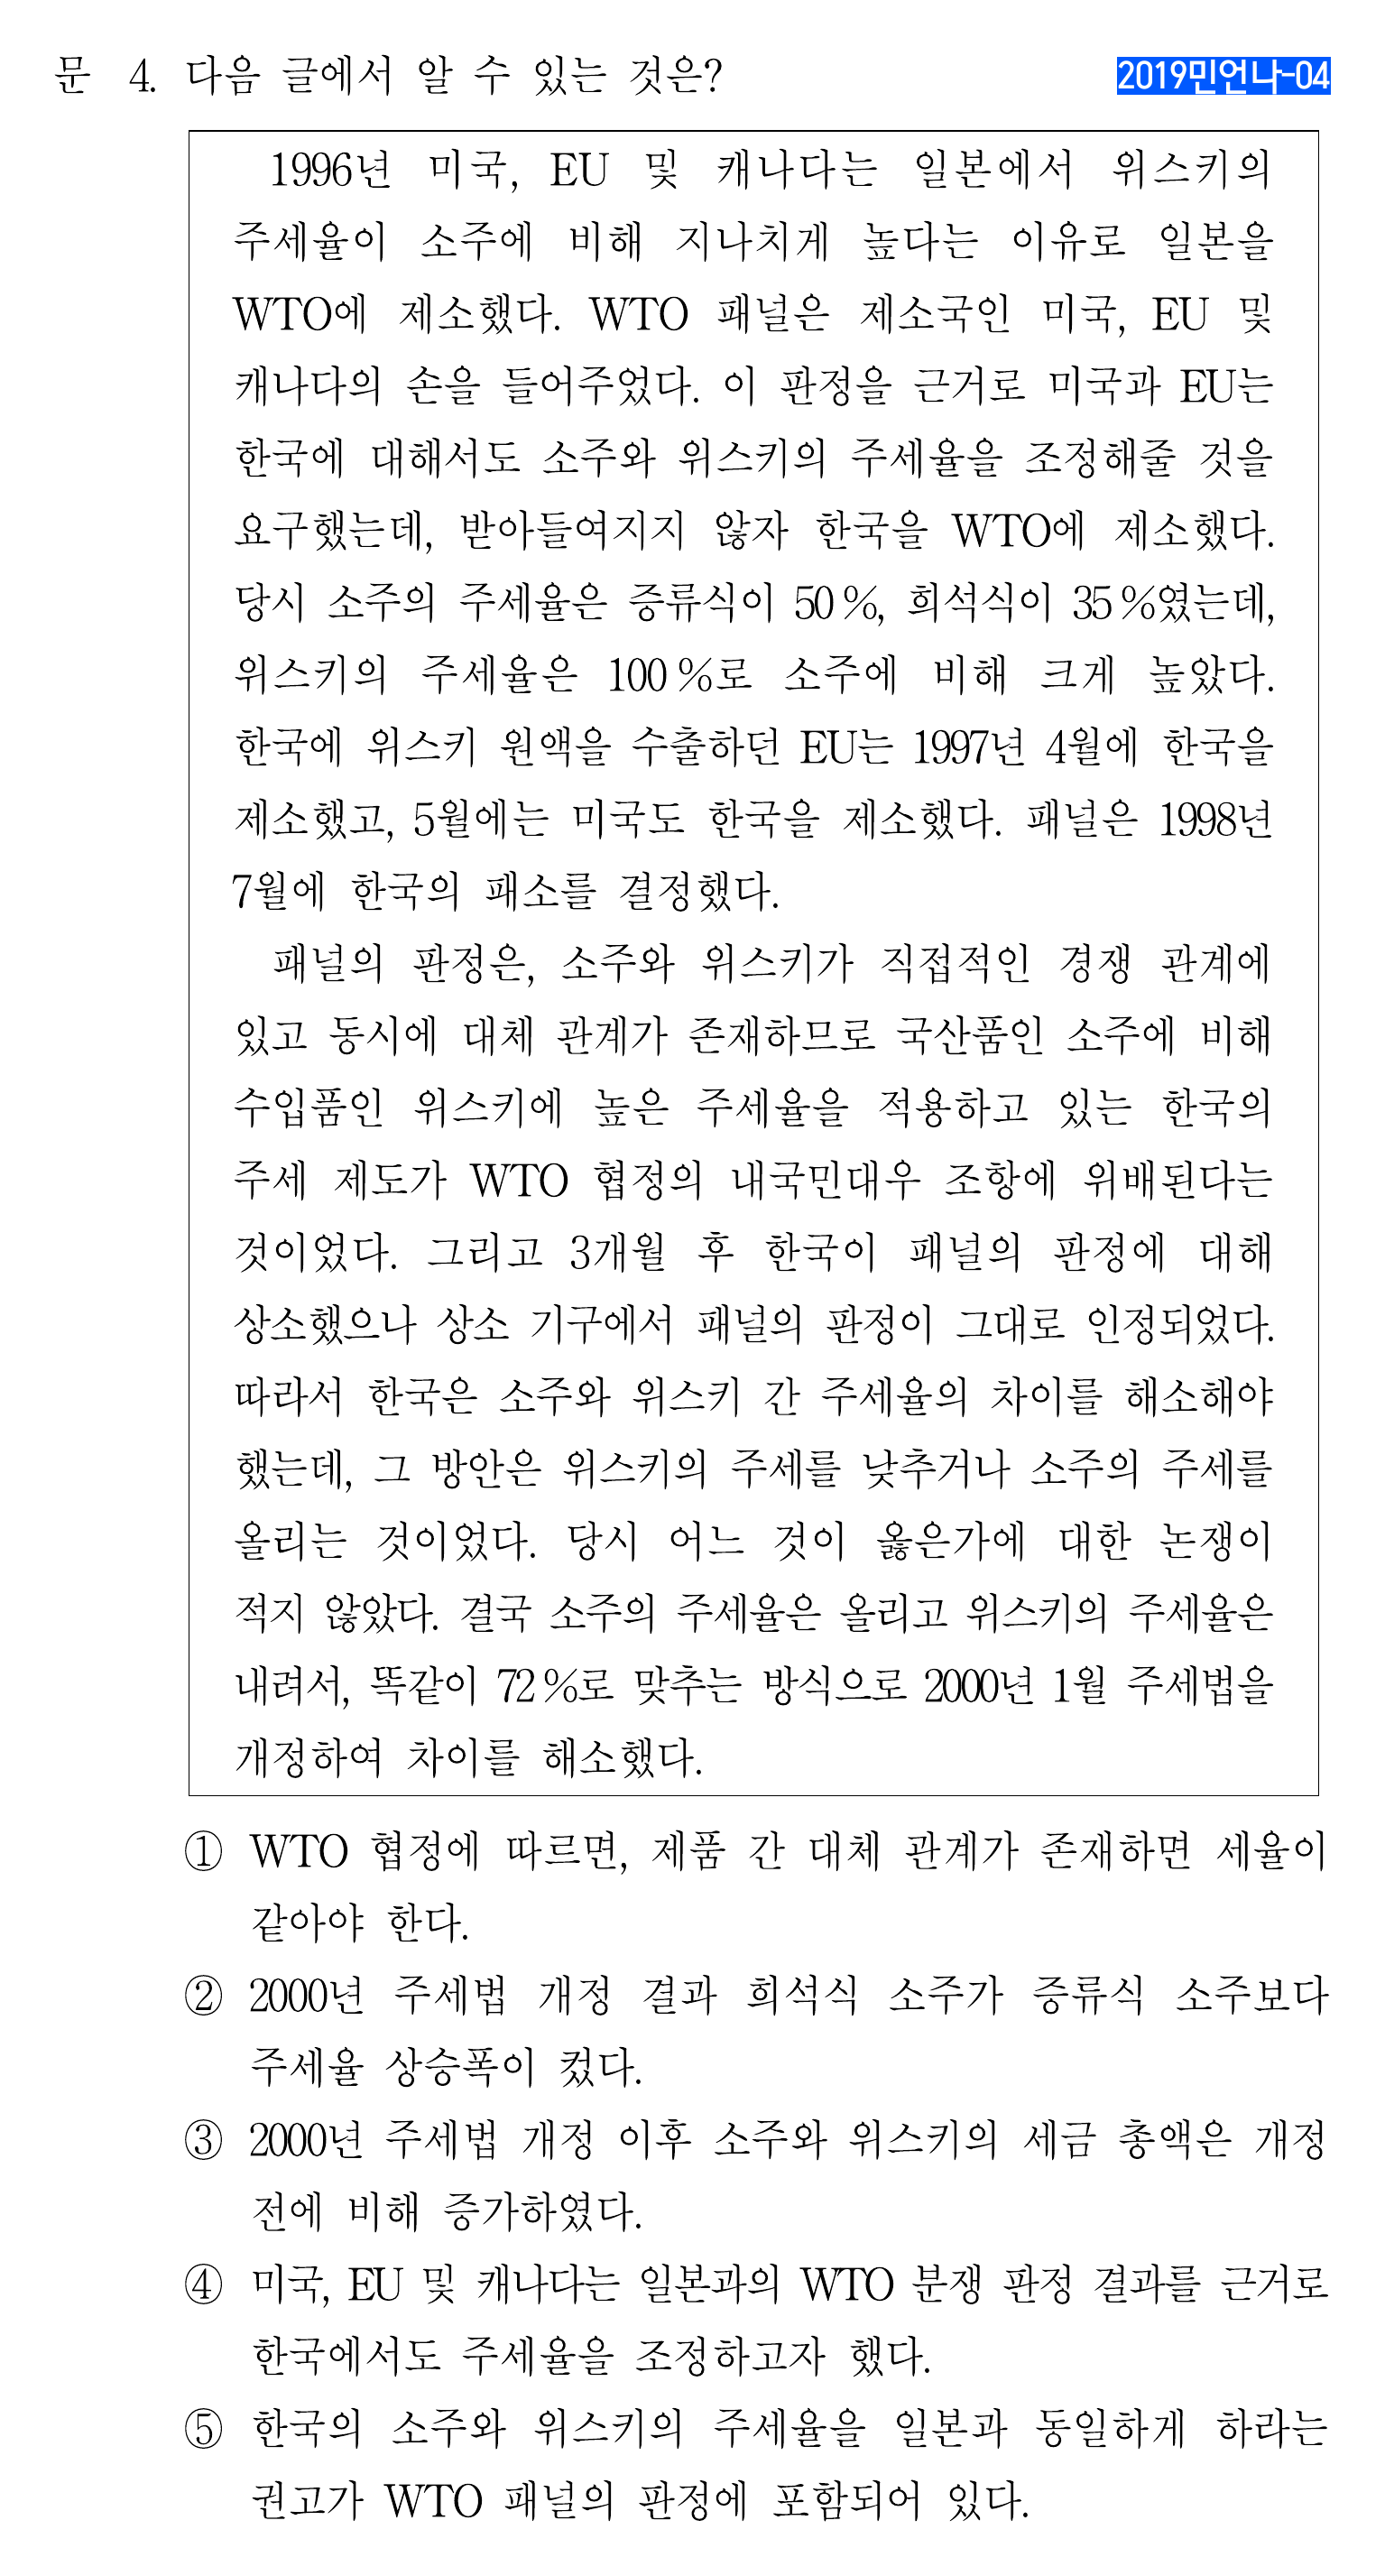 문 4. 다음 글에서 알 수 있는 것은?
2019민언나-04
1996년 미국, EU 및 캐나다는 일본에서 위스키의
주세율이 소주에 비해 지나치게 높다는 이유로 일본을
WTO에 제소했다. WTO 패널은 제소국인 미국, EU 및
캐나다의 손을 들어주었다. 이 판정을 근거로 미국과 EU는
한국에 대해서도 소주와 위스키의 주세율을 조정해줄 것을
요구했는데, 받아들여지지 않자 한국을 WTO에 제소했다.
당시 소주의 주세율은 증류식이 50%, 희석식이 35%였는데,
위스키의 주세율은 100%로 소주에 비해 크게 높았다.
한국에 위스키 원액을 수출하던 EU는 1997년 4월에 한국을
제소했고, 5월에는 미국도 한국을 제소했다. 패널은 1998년
7월에 한국의 패소를 결정했다.
패널의 판정은, 소주와 위스키가 직접적인 경쟁 관계에
있고 동시에 대체 관계가 존재하므로 국산품인 소주에 비해
수입품인 위스키에 높은 주세율을 적용하고 있는 한국의
주세 제도가 WTO 협정의 내국민대우 조항에 위배된다는
것이었다. 그리고 3개월 후 한국이 패널의 판정에 대해
상소했으나 상소 기구에서 패널의 판정이 그대로 인정되었다.
따라서 한국은 소주와 위스키 간 주세율의 차이를 해소해야
했는데, 그 방안은 위스키의 주세를 낮추거나 소주의 주세를
올리는 것이었다. 당시 어느 것이 옳은가에 대한 논쟁이
적지 않았다. 결국 소주의 주세율은 올리고 위스키의 주세율은
내려서, 똑같이 72%로 맞추는 방식으로 2000년 1월 주세법을
개정하여 차이를 해소했다.
① WTO 협정에 따르면, 제품 간 대체 관계가 존재하면 세율이
같아야 한다.
② 2000년 주세법 개정 결과 희석식 소주가 증류식 소주보다
주세율 상승폭이 컸다.
③ 2000년 주세법 개정 이후 소주와 위스키의 세금 총액은 개정
전에 비해 증가하였다.
④ 미국, EU 및 캐나다는 일본과의 WTO 분쟁 판정 결과를 근거로
한국에서도 주세율을 조정하고자 했다.
⑤ 한국의 소주와 위스키의 주세율을 일본과 동일하게 하라는
권고가 WTO 패널의 판정에 포함되어 있다.